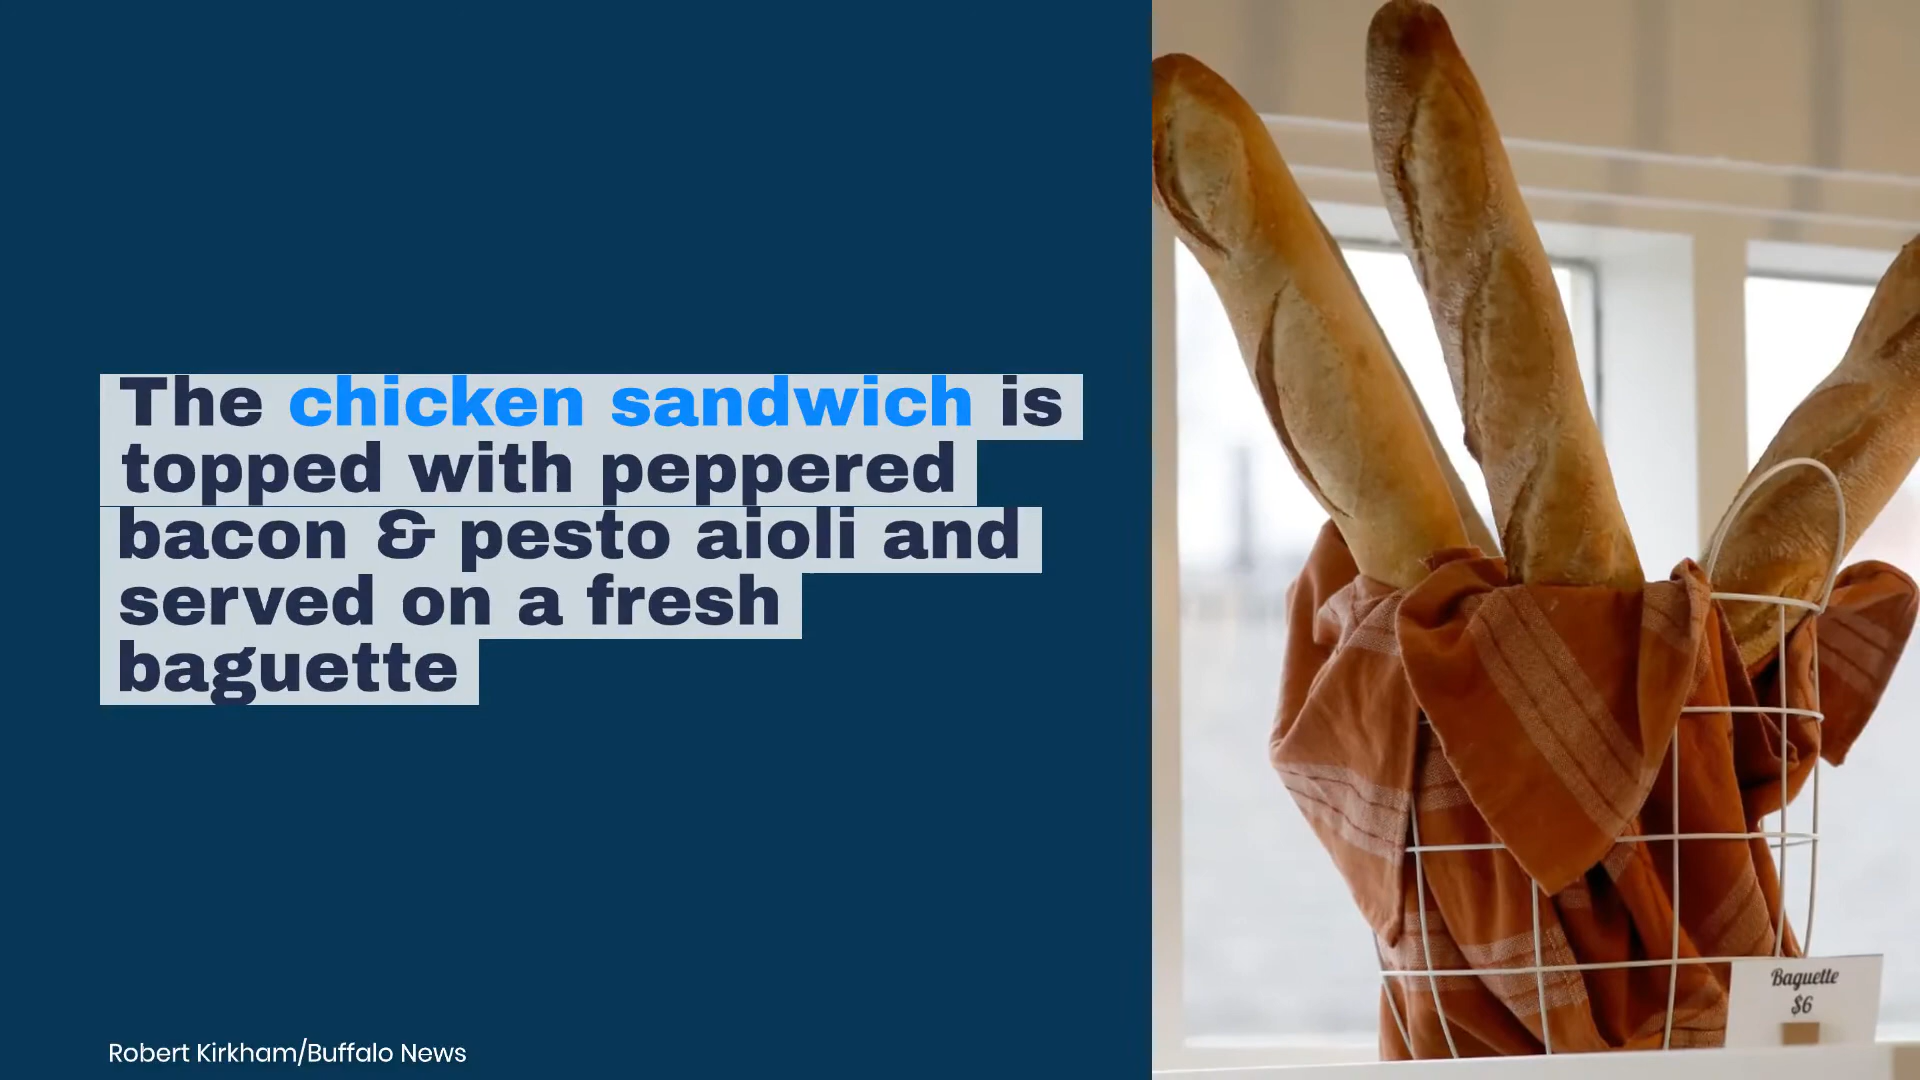 The chicken sandwich is
topped with peppered
bacon & pesto aioli and
served on a fresh
baguette
Robert Kirkham/Buffalo News
Baguette
$6